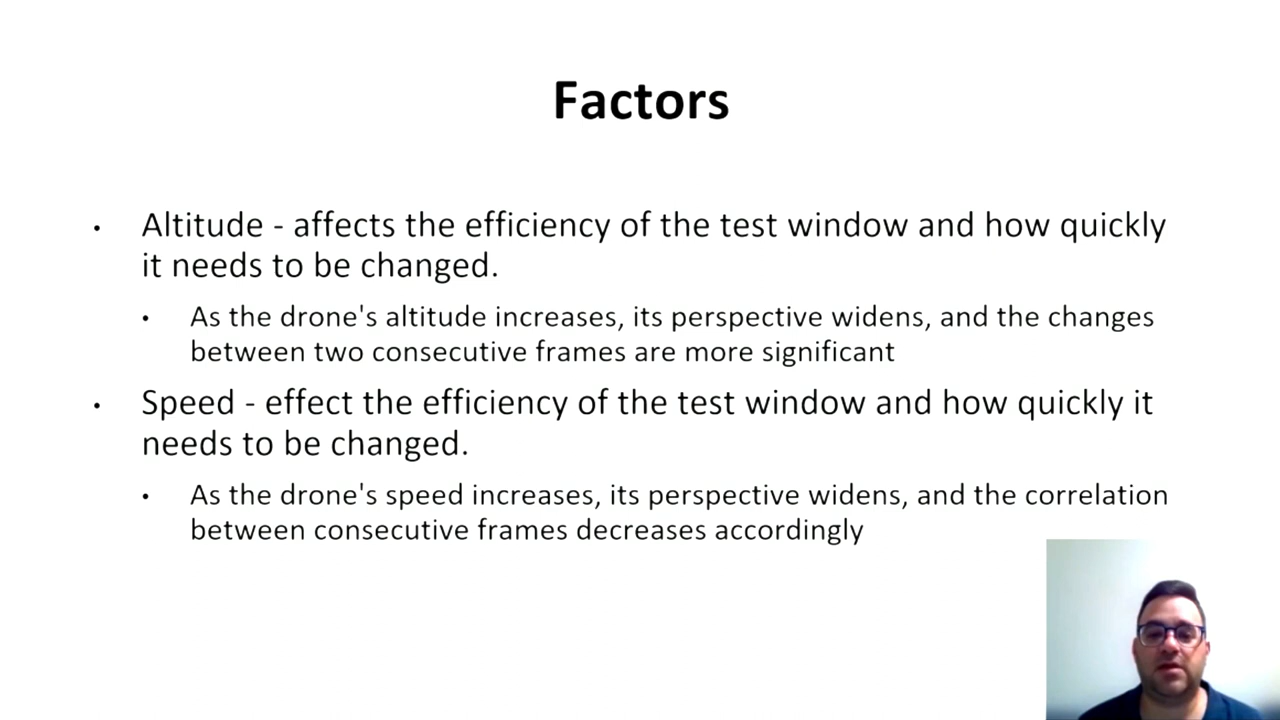 Factors
• Altitude - affects the efficiency of the test window and how quickly
it needs to be changed.
• As the drone's altitude increases, its perspective widens, and the changes
between two consecutive frames are more significant
• Speed - effect the efficiency of the test window and how quickly it
needs to be changed.
• As the drone's speed increases, its perspective widens, and the correlation
between consecutive frames decreases accordingly